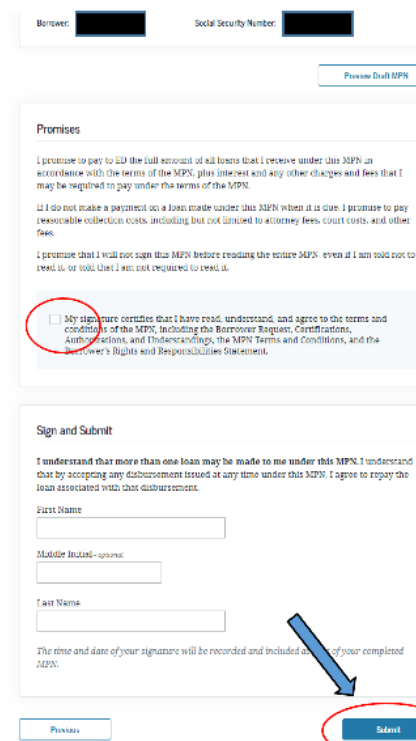 Borrower:
Social Security Number:
Preview Draft MPN
Promises
I promise to pay to ED the full amount of all loans that I receive under this MPN in
accordance with the terms of the MPN, plus interest and any other charges and fees that I
may be required to pay under the terms of the MPN.
If I do not make a payment on a loan made under this MPN when it is due, I promise to pay
reasonable collection costs, including but not limited to attorney fees, court costs, and other
fees.
I promise that I will not sign this MPN before reading the entire MPN, even if I am told not to
read it, or told that I am not required to read it.
My signature certifies that I have read, understand, and agree to the terms and
conditions of the MPN, including the Borrower Request, Certifications,
Authorizations, and Understandings, the MPN Terms and Conditions, and the
Borrower's Rights and Responsibilities Statement.
Sign and Submit
I understand that more than one loan may be made to me under this MPN. I understand
that by accepting any disbursement issued at any time under this MPN, I agree to repay the
loan associated with that disbursement.
First Name
Middle Initial - optional
Last Name
The time and date of your signature will be recorded and included as of your completed
MPN.
Previous
Submit